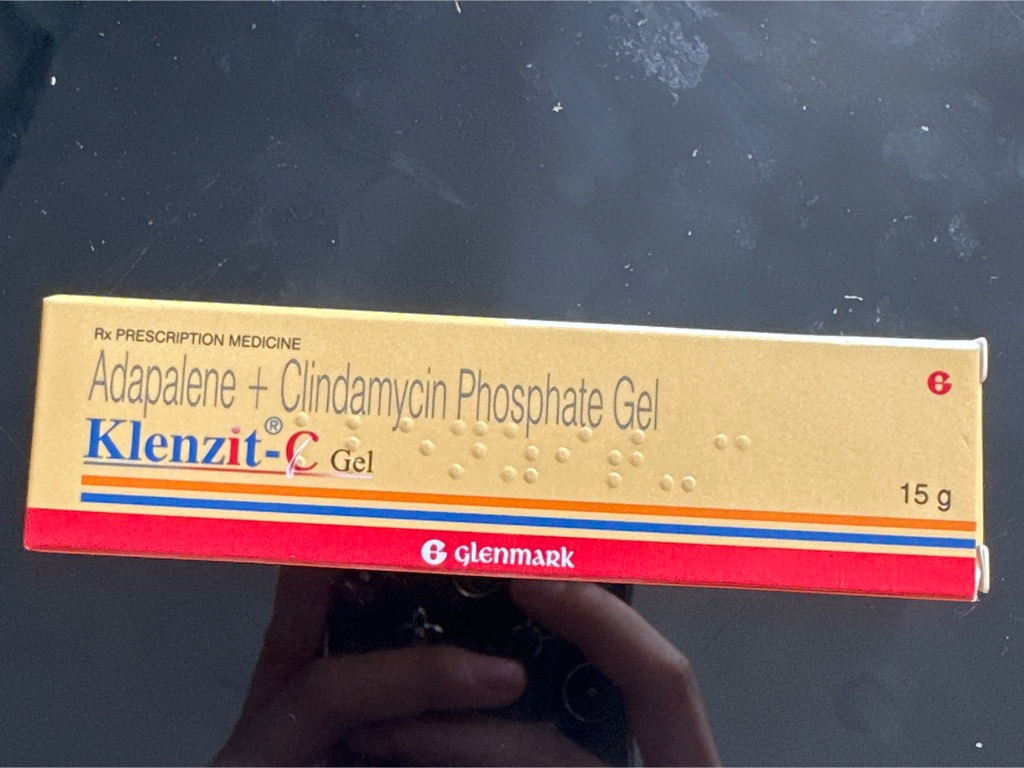 Rx PRESCRIPTION MEDICINE
Adapalene + Clindamycin Phosphate Gel
Klenzit®-C Gel
15 g
glenmark